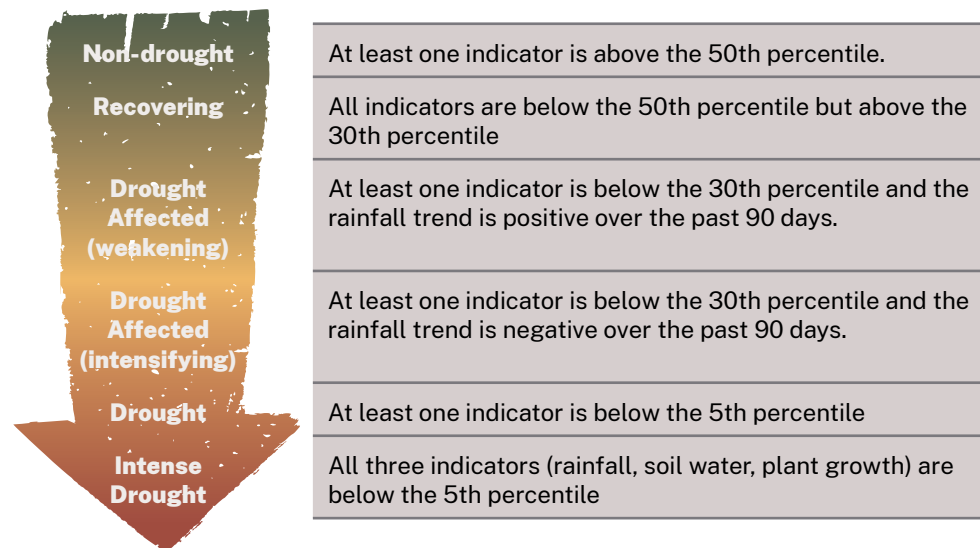 Non-drought
At least one indicator is above the 50th percentile.
Recovering
All indicators are below the 50th percentile but above the
30th percentile
Drought
Affected
(weakening)
At least one indicator is below the 30th percentile and the
rainfall trend is positive over the past 90 days.
Drought
Affected
(intensifying)
At least one indicator is below the 30th percentile and the
rainfall trend is negative over the past 90 days.
Drought
At least one indicator is below the 5th percentile
Intense
Drought
All three indicators (rainfall, soil water, plant growth) are
below the 5th percentile